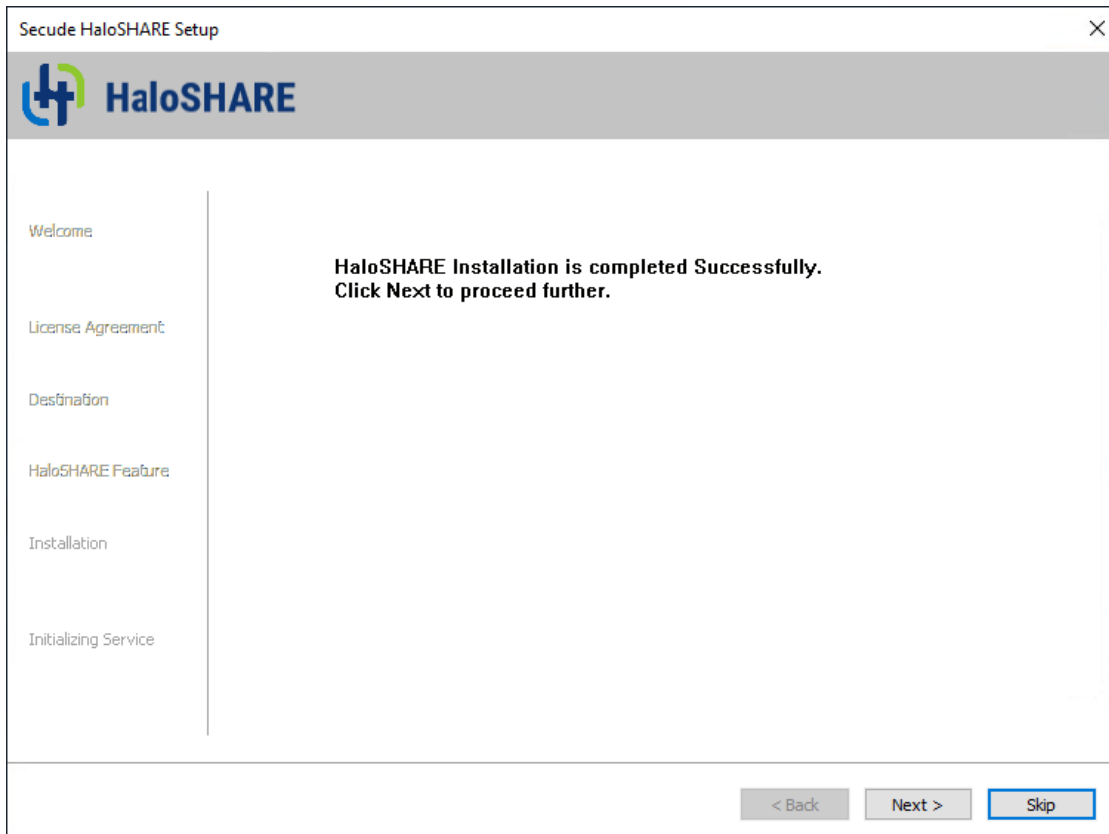 Secude HaloSHARE Setup
HaloSHARE
Welcome
HaloSHARE Installation is completed Successfully.
Click Next to proceed further.
License Agreement
Destination
HaloSHARE Feature
Installation
Initializing Service
< Back
Next >
Skip